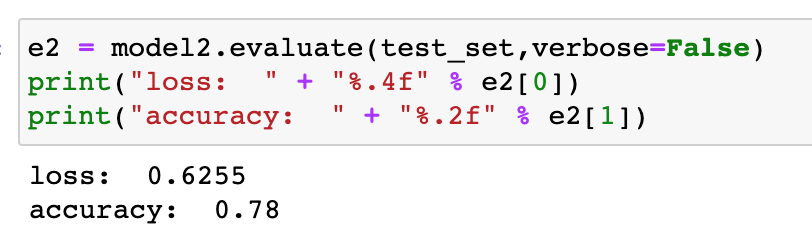 e2 = model2.evaluate(test_set,verbose=False)
print("loss:  " + "%.4f" % e2[0])
print("accuracy:  " + "%.2f" % e2[1])
loss:  0.6255
accuracy:  0.78